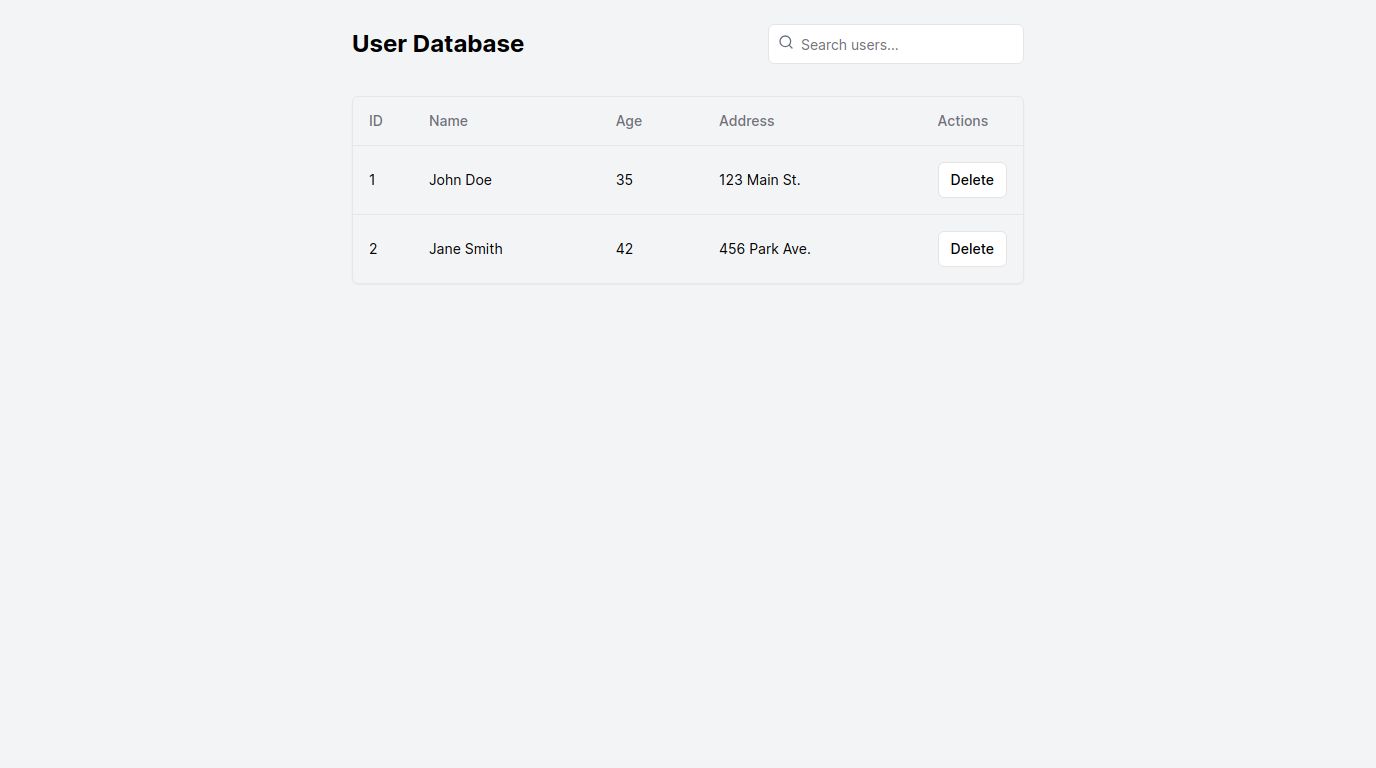 User Database
Search users...
ID Name Age Address Actions
1 John Doe 35 123 Main St. Delete
2 Jane Smith 42 456 Park Ave. Delete